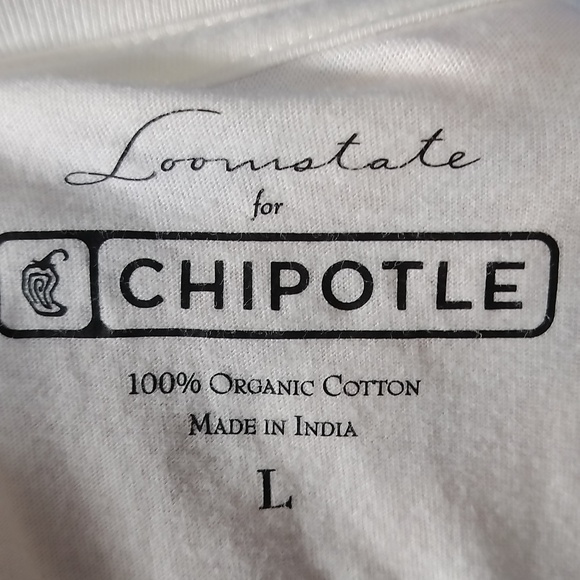 Loomstate
for
CHIPOTLE
100% ORGANIC COTTON
MADE IN INDIA
L